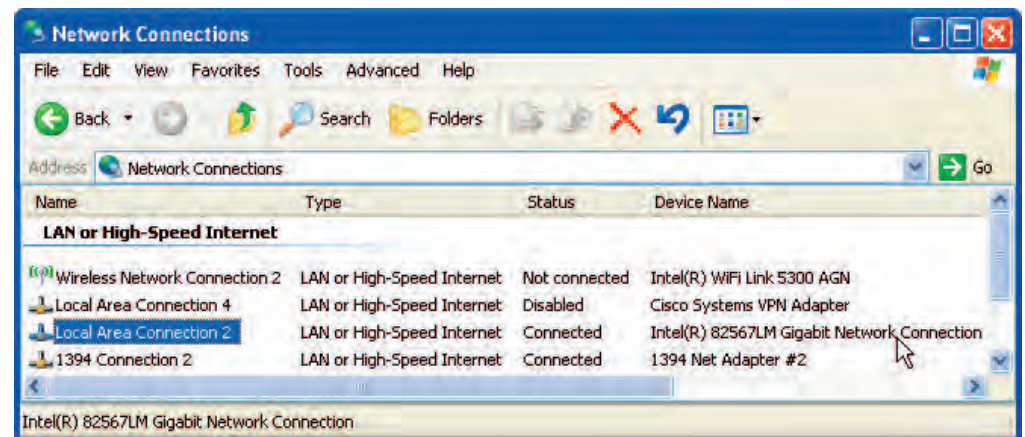 Network Connections
File Edit View Favorites Tools Advanced Help
Back Search Folders
Address Network Connections Go
Name Type Status Device Name
LAN or High-Speed Internet
Wireless Network Connection 2 LAN or High-Speed Internet Not connected Intel(R) WiFi Link 5300 AGN
Local Area Connection 4 LAN or High-Speed Internet Disabled Cisco Systems VPN Adapter
Local Area Connection 2 LAN or High-Speed Internet Connected Intel(R) 82567LM Gigabit Network Connection
1394 Connection 2 LAN or High-Speed Internet Connected 1394 Net Adapter #2
Intel(R) 82567LM Gigabit Network Connection